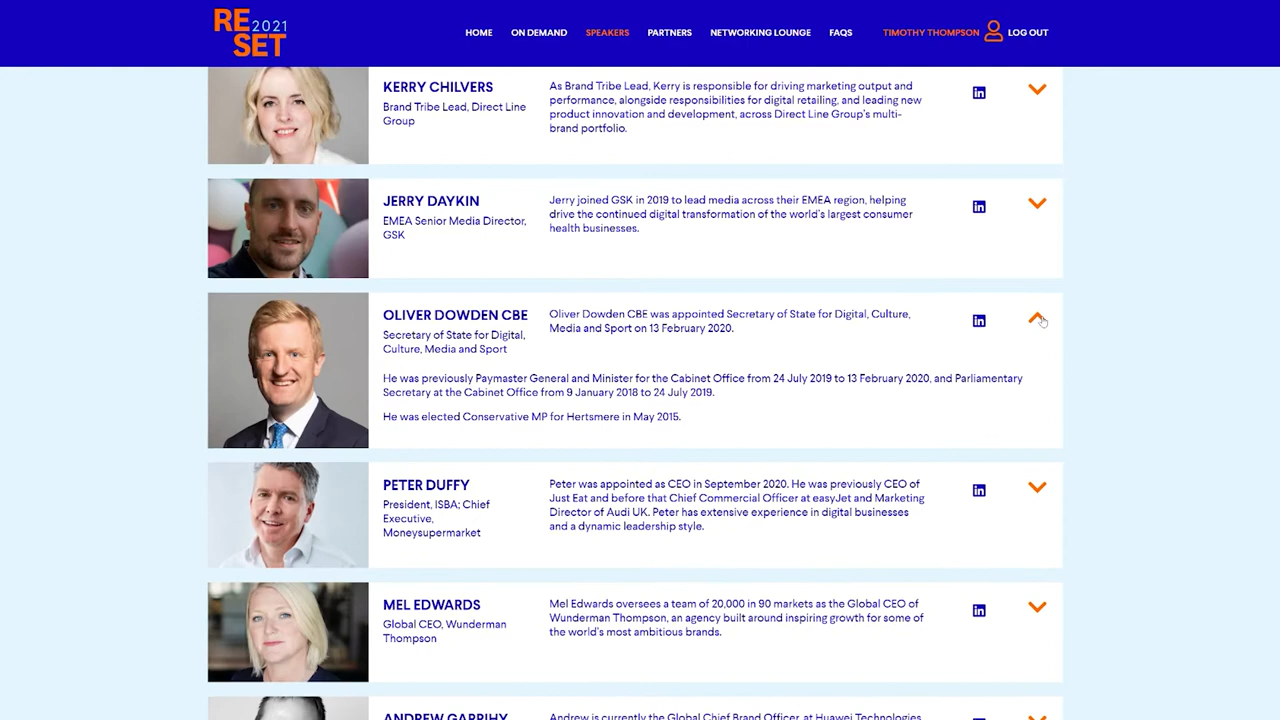 RE 2021
SET
HOME ON DEMAND SPEAKERS PARTNERS NETWORKING LOUNGE FAQS TIMOTHY THOMPSON LOG OUT
KERRY CHILVERS
Brand Tribe Lead, Direct Line
Group
As Brand Tribe Lead, Kerry is responsible for driving marketing output and
performance, alongside responsibilities for digital retailing, and leading new
product innovation and development, across Direct Line Group's multi-
brand portfolio.
in
JERRY DAYKIN
EMEA Senior Media Director,
GSK
Jerry joined GSK in 2019 to lead media across their EMEA region, helping
drive the continued digital transformation of the world's largest consumer
health businesses.
in
OLIVER DOWDEN CBE
Secretary of State for Digital,
Culture, Media and Sport
Oliver Dowden CBE was appointed Secretary of State for Digital, Culture,
Media and Sport on 13 February 2020.
in
He was previously Paymaster General and Minister for the Cabinet Office from 24 July 2019 to 13 February 2020, and Parliamentary
Secretary at the Cabinet Office from 9 January 2018 to 24 July 2019.
He was elected Conservative MP for Hertsmere in May 2015.
PETER DUFFY
President, ISBA; Chief
Executive,
Moneysupermarket
Peter was appointed as CEO in September 2020. He was previously CEO of
Just Eat and before that Chief Commercial Officer at easyJet and Marketing
Director of Audi UK. Peter has extensive experience in digital businesses
and a dynamic leadership style.
in
MEL EDWARDS
Global CEO, Wunderman
Thompson
Mel Edwards oversees a team of 20,000 in 90 markets as the Global CEO of
Wunderman Thompson, an agency built around inspiring growth for some of
the world's most ambitious brands.
in
ANDREW GARRIHY
Andrew is currently the Global Chief Brand Officer, at Huawei Technologies